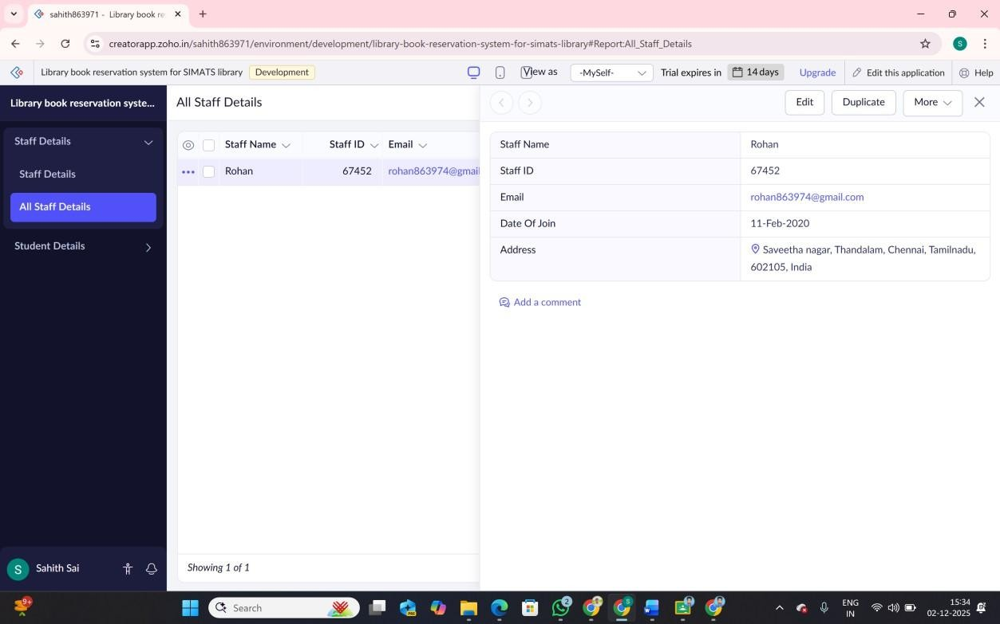 sahith863971 - Library book re
creatorapp.zoho.in/sahith863971/environment/development/library-book-reservation-system-for-simats-library#Report:All_Staff_Details
S
Library book reservation system for SIMATS library
Development
View as
-MySelf-
Trial expires in
14 days
Upgrade
Edit this application
Help
Library book reservation syste...
Staff Details
Staff Details
All Staff Details
Student Details
Sahith Sai
S
All Staff Details
Staff Name Staff ID Email
Rohan 67452 rohan863974@gmail
Showing 1 of 1
Edit
Duplicate
More
Staff Name Rohan
Staff ID 67452
Email rohan863974@gmail.com
Date Of Join 11-Feb-2020
Address Saveetha nagar, Thandalam, Chennai, Tamilnadu,
602105, India
Add a comment
9+
Search
PRE
2
S
W
ENG
IN
15:34
02-12-2025